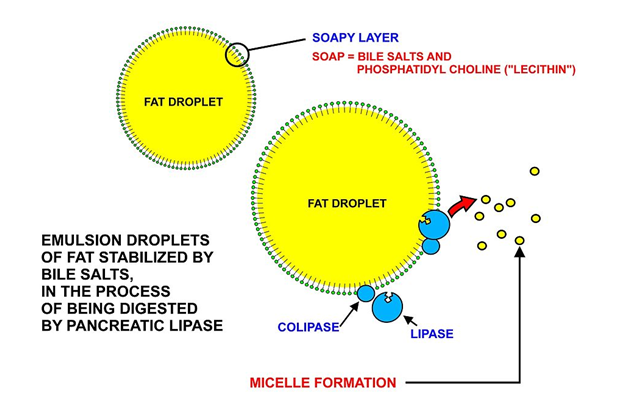 SOAPY LAYER
SOAP = BILE SALTS AND
PHOSPHATIDYL CHOLINE ("LECITHIN")
FAT DROPLET
FAT DROPLET
EMULSION DROPLETS
OF FAT STABILIZED BY
BILE SALTS,
IN THE PROCESS
OF BEING DIGESTED
BY PANCREATIC LIPASE
COLIPASE
LIPASE
MICELLE FORMATION